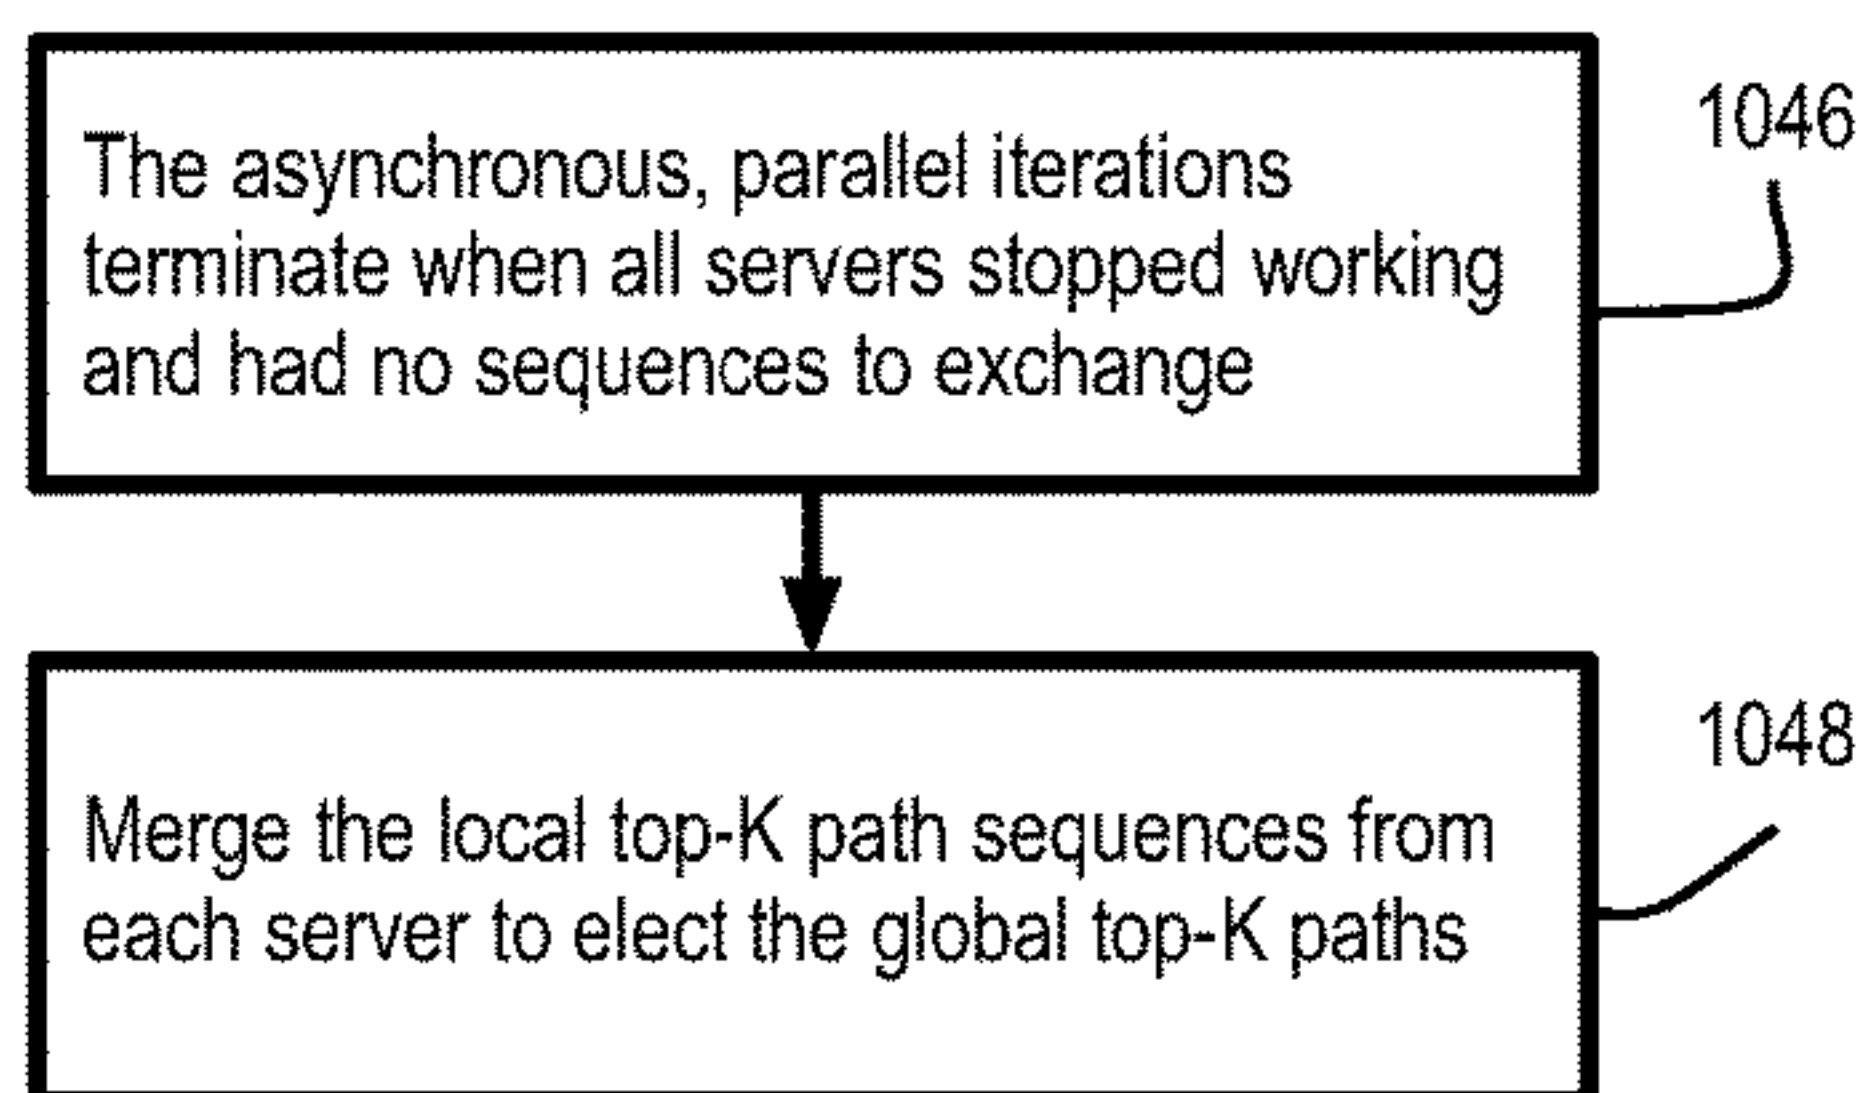 1046
The asynchronous, parallel iterations
terminate when all servers stopped working
and had no sequences to exchange
1048
Merge the local top-K path sequences from
each server to elect the global top-K paths